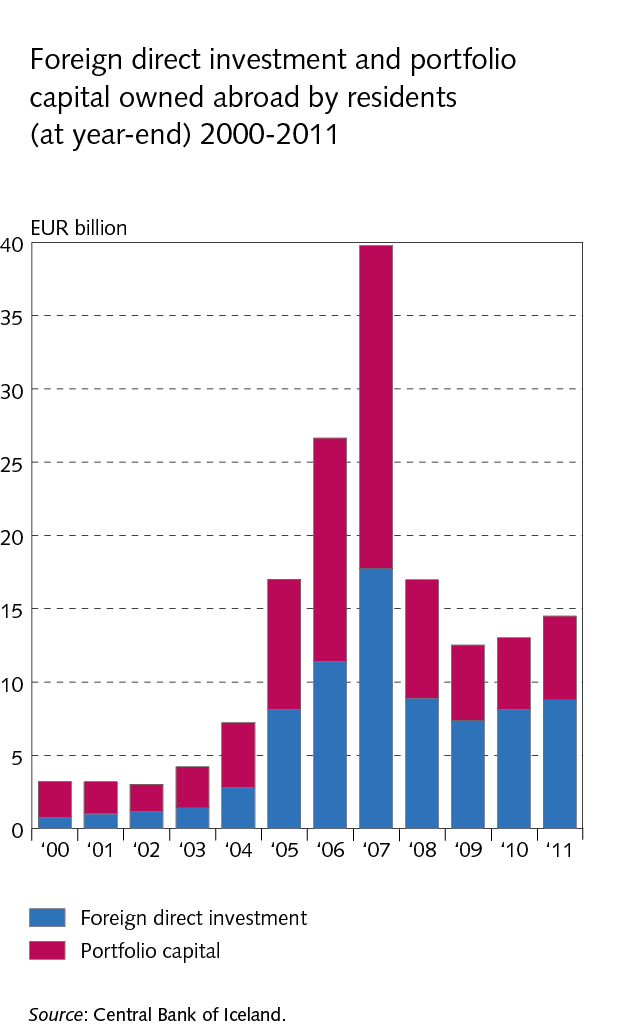 Foreign direct investment and portfolio
capital owned abroad by residents
(at year-end) 2000-2011
EUR billion
40
35
30
25
20
15
10
5
0
‘00 ‘01 ‘02 ‘03 ‘04 ‘05 ‘06 ‘07 ‘08 ‘09 ‘10 ‘11
Foreign direct investment
Portfolio capital
Source: Central Bank of Iceland.